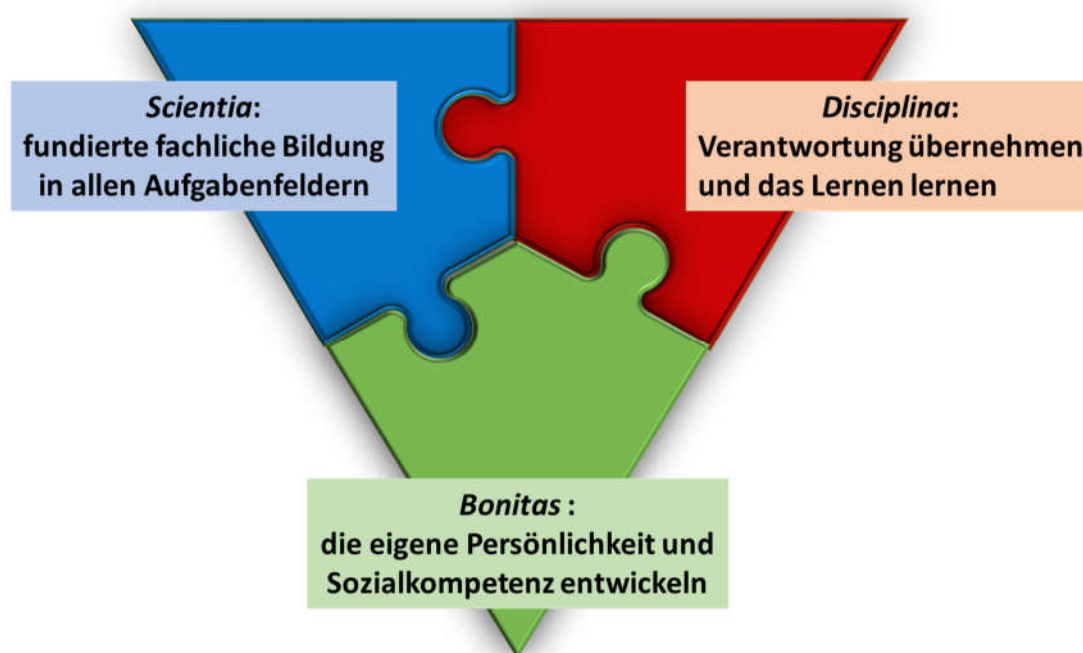 Scientia:
fundierte fachliche Bildung
in allen Aufgabenfeldern
Disciplina:
Verantwortung übernehmen
und das Lernen lernen
Bonitas :
die eigene Persönlichkeit und
Sozialkompetenz entwickeln